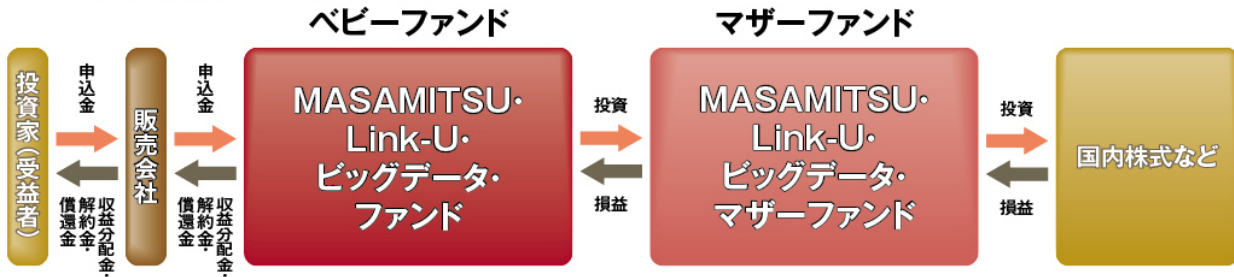 ベビーファンド
マザーファンド
投資家(受益者)
申込金
収益分配金・
解約金・
償還金
販売会社
申込金
収益分配金・
解約金・
償還金
MASAMITSU・
Link-U・
ビッグデータ・
ファンド
投資
損益
MASAMITSU・
Link-U・
ビッグデータ・
マザーファンド
投資
損益
国内株式など